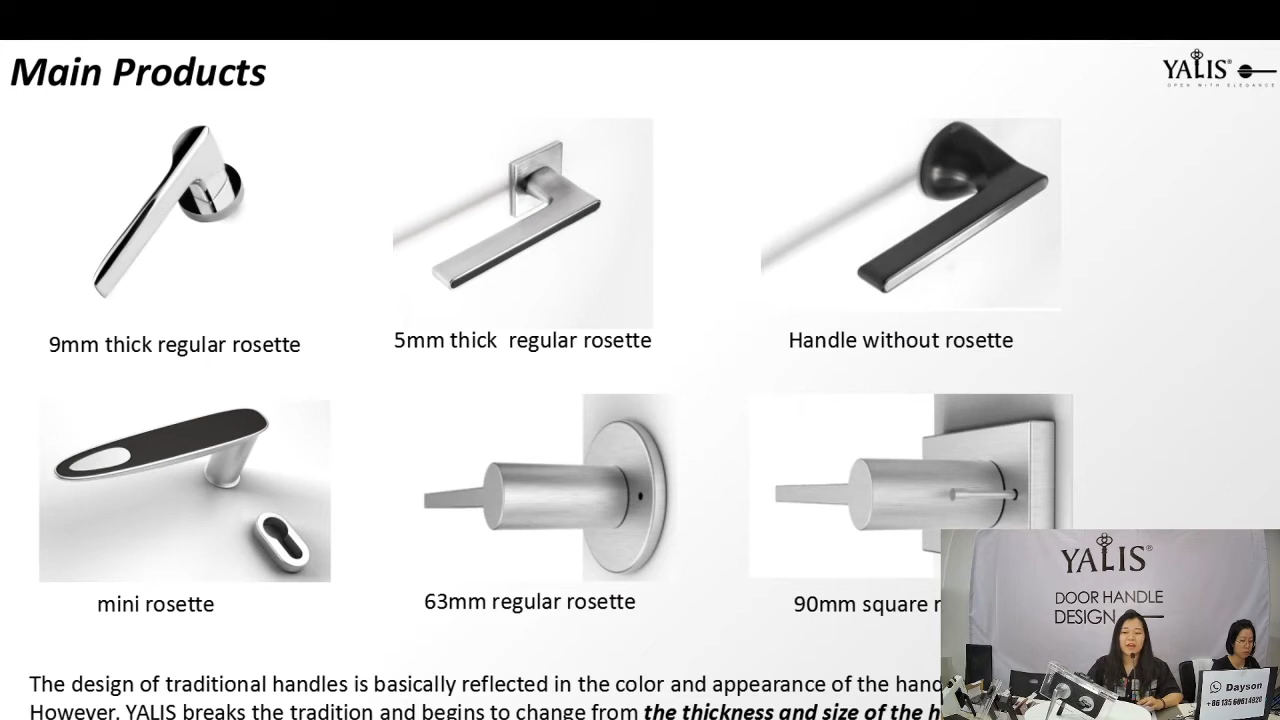 Main Products
YALIS®
OPEN WITH ELEGANCE
9mm thick regular rosette
5mm thick  regular rosette
Handle without rosette
mini rosette
63mm regular rosette
90mm square r
The design of traditional handles is basically reflected in the color and appearance of the hand
However, YALIS breaks the tradition and begins to change from the thickness and size of the h
YALIS®
DOOR HANDLE
DESIGN
Dayson